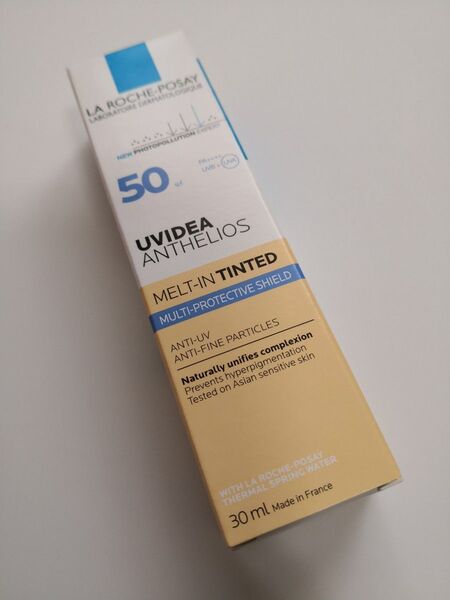 LA ROCHE-POSAY
LABORATOIRE DERMATOLOGIQUE
NEW PHOTOPOLLUTION EXPERT
50
PA++++
UVB + UVA
UVIDEA
ANTHELIOS
MELT-IN TINTED
MULTI-PROTECTIVE SHIELD
ANTI-UV
ANTI-FINE PARTICLES
Naturally unifies complexion
Prevents hyperpigmentation
Tested on Asian sensitive skin
WITH LA ROCHE-POSAY
THERMAL SPRING WATER
30 ml Made in France